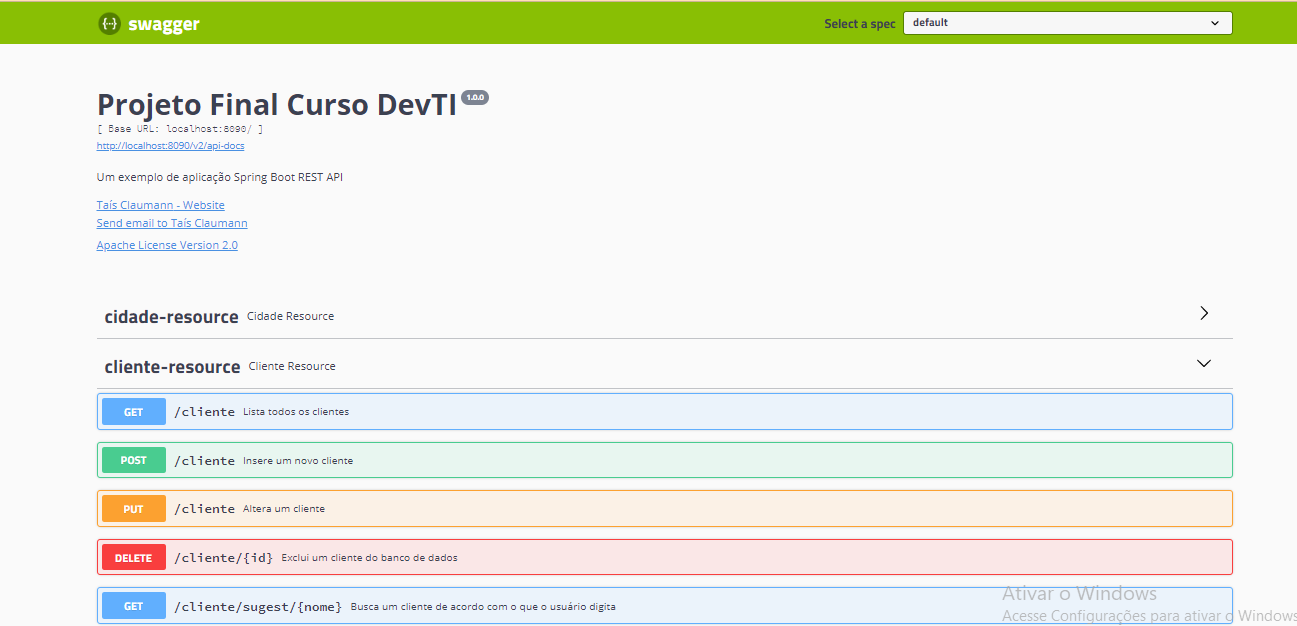 swagger
Select a spec default
Projeto Final Curso DevTI 1.0.0
[ Base URL: localhost:8090/ ]
http://localhost:8090/v2/api-docs
Um exemplo de aplicação Spring Boot REST API
Taís Claumann - Website
Send email to Taís Claumann
Apache License Version 2.0
cidade-resource Cidade Resource
cliente-resource Cliente Resource
GET /cliente Lista todos os clientes
POST /cliente Insere um novo cliente
PUT /cliente Altera um cliente
DELETE /cliente/{id} Exclui um cliente do banco de dados
GET /cliente/sugest/{nome} Busca um cliente de acordo com o que o usuário digita
Ativar o Windows
Acesse Configurações para ativar o Windows